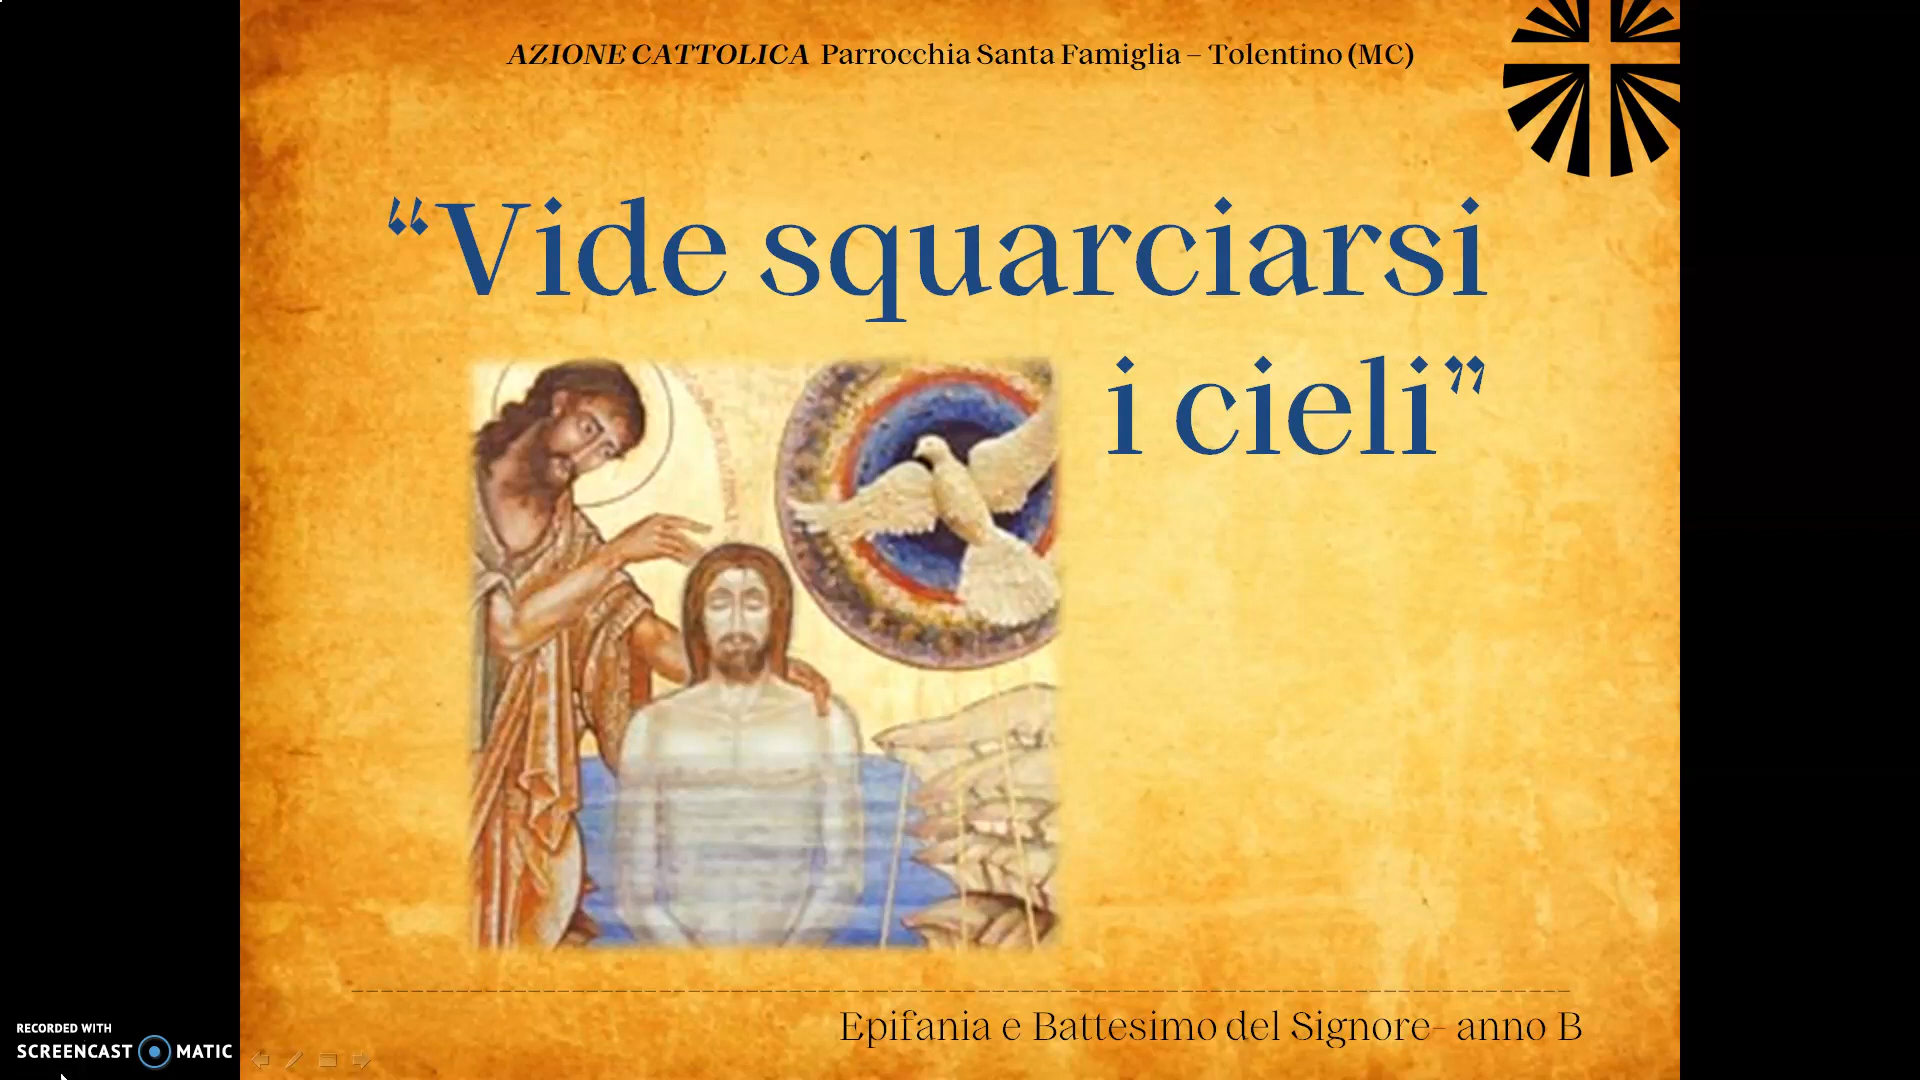 AZIONE CATTOLICA Parrocchia Santa Famiglia – Tolentino (MC)
“Vide squarciarsi
i cieli”
Epifania e Battesimo del Signore- anno B
RECORDED WITH
SCREENCAST MATIC